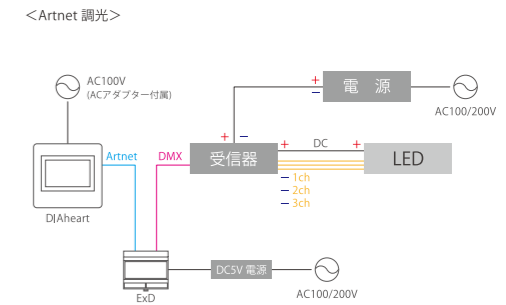 ＜Artnet 調光＞
AC100V
(ACアダプター付属)
+
−
電 源
AC100/200V
+ −
Artnet
DMX
受信器
+
DC
+
LED
− 1ch
− 2ch
− 3ch
DIAheart
DC5V 電源
ExD
AC100/200V